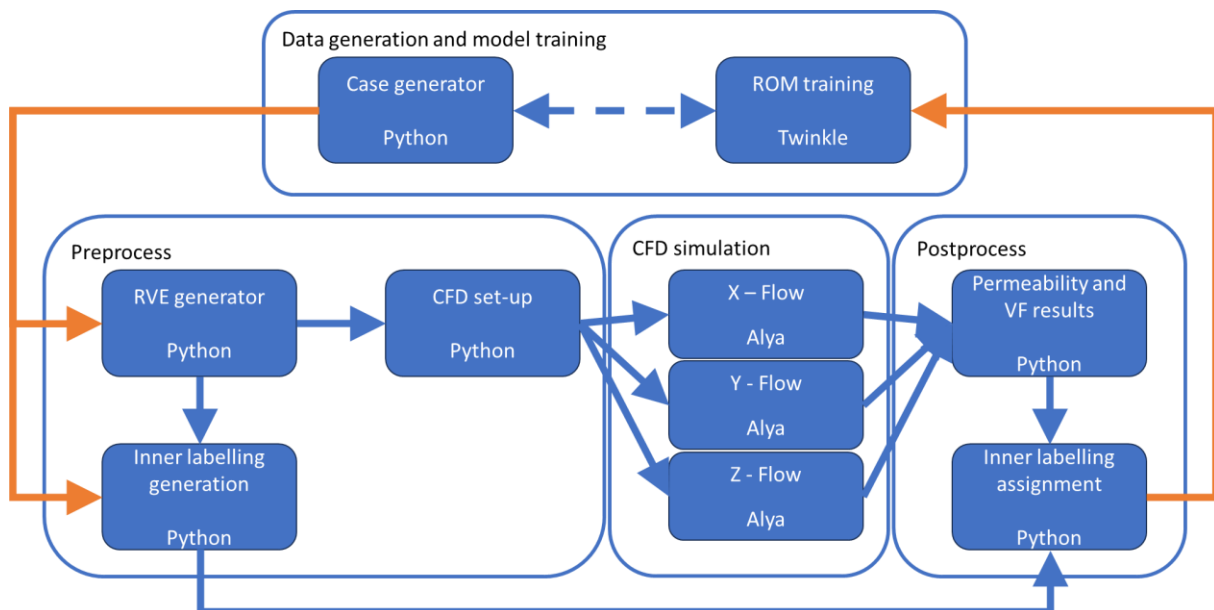 Data generation and model training
Case generator
Python
ROM training
Twinkle
Preprocess
RVE generator
Python
CFD set-up
Python
Inner labelling
generation
Python
CFD simulation
X – Flow
Alya
Y - Flow
Alya
Z - Flow
Alya
Postprocess
Permeability and
VF results
Python
Inner labelling
assignment
Python